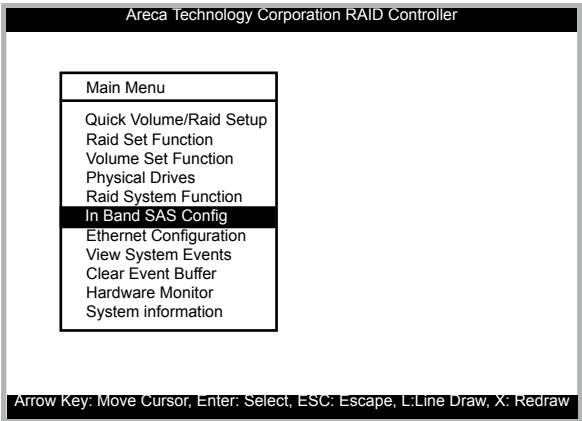 Areca Technology Corporation RAID Controller
Main Menu
Quick Volume/Raid Setup
Raid Set Function
Volume Set Function
Physical Drives
Raid System Function
In Band SAS Config
Ethernet Configuration
View System Events
Clear Event Buffer
Hardware Monitor
System information
Arrow Key: Move Cursor, Enter: Select, ESC: Escape, L:Line Draw, X: Redraw